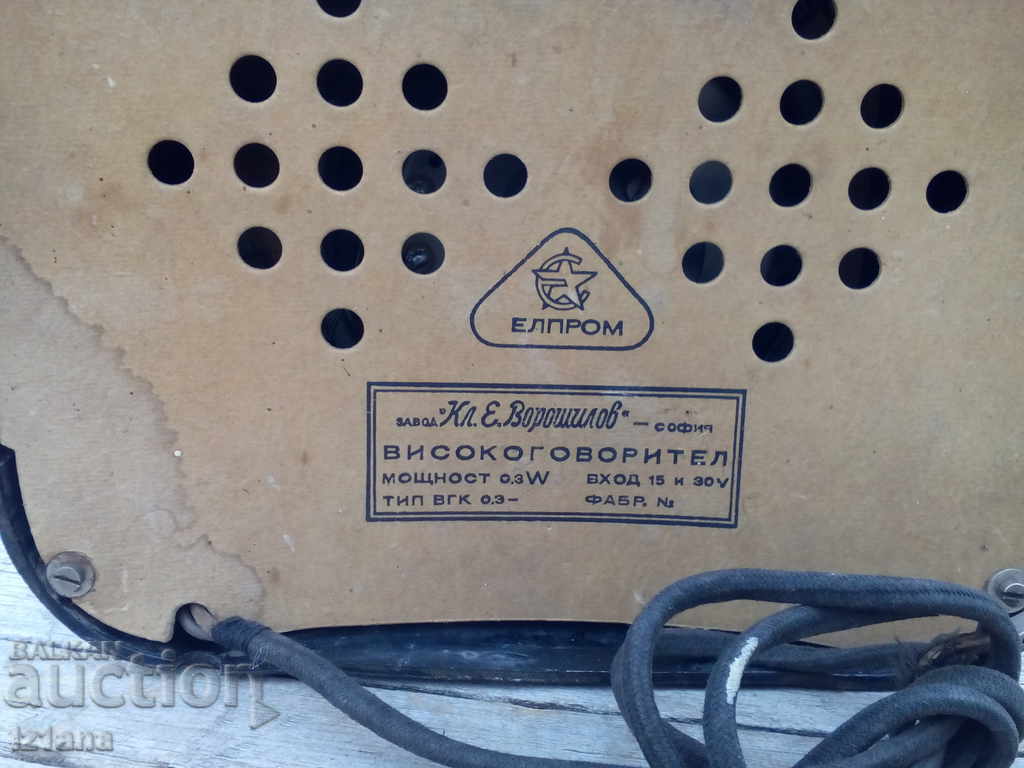 ЕЛПРОМ
ЗАВОД "Кл. Е. Ворошилов" – СОФИЯ
ВИСОКОГОВОРИТЕЛ
МОЩНОСТ 0,3W ВХОД 15 И 30V
ТИП ВГК 0,3– ФАБР. №
BALKAN
auction
izdana